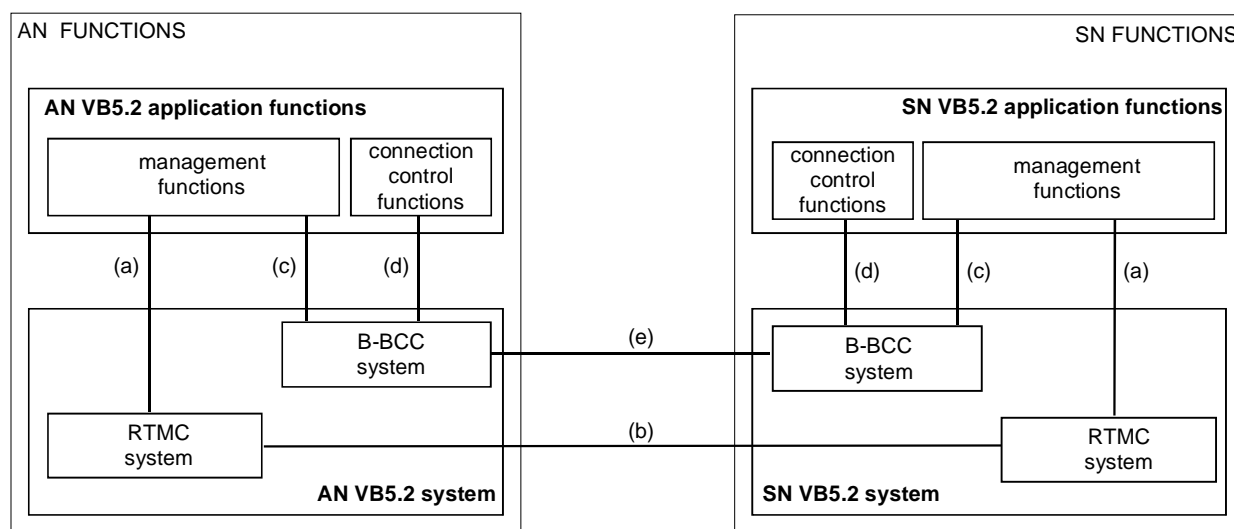 AN FUNCTIONS
SN FUNCTIONS
AN VB5.2 application functions
SN VB5.2 application functions
management
functions
connection
control
functions
connection
control
functions
management
functions
(a)
(c)
(d)
(d)
(c)
(a)
B-BCC
system
(e)
B-BCC
system
RTMC
system
(b)
RTMC
system
AN VB5.2 system
SN VB5.2 system